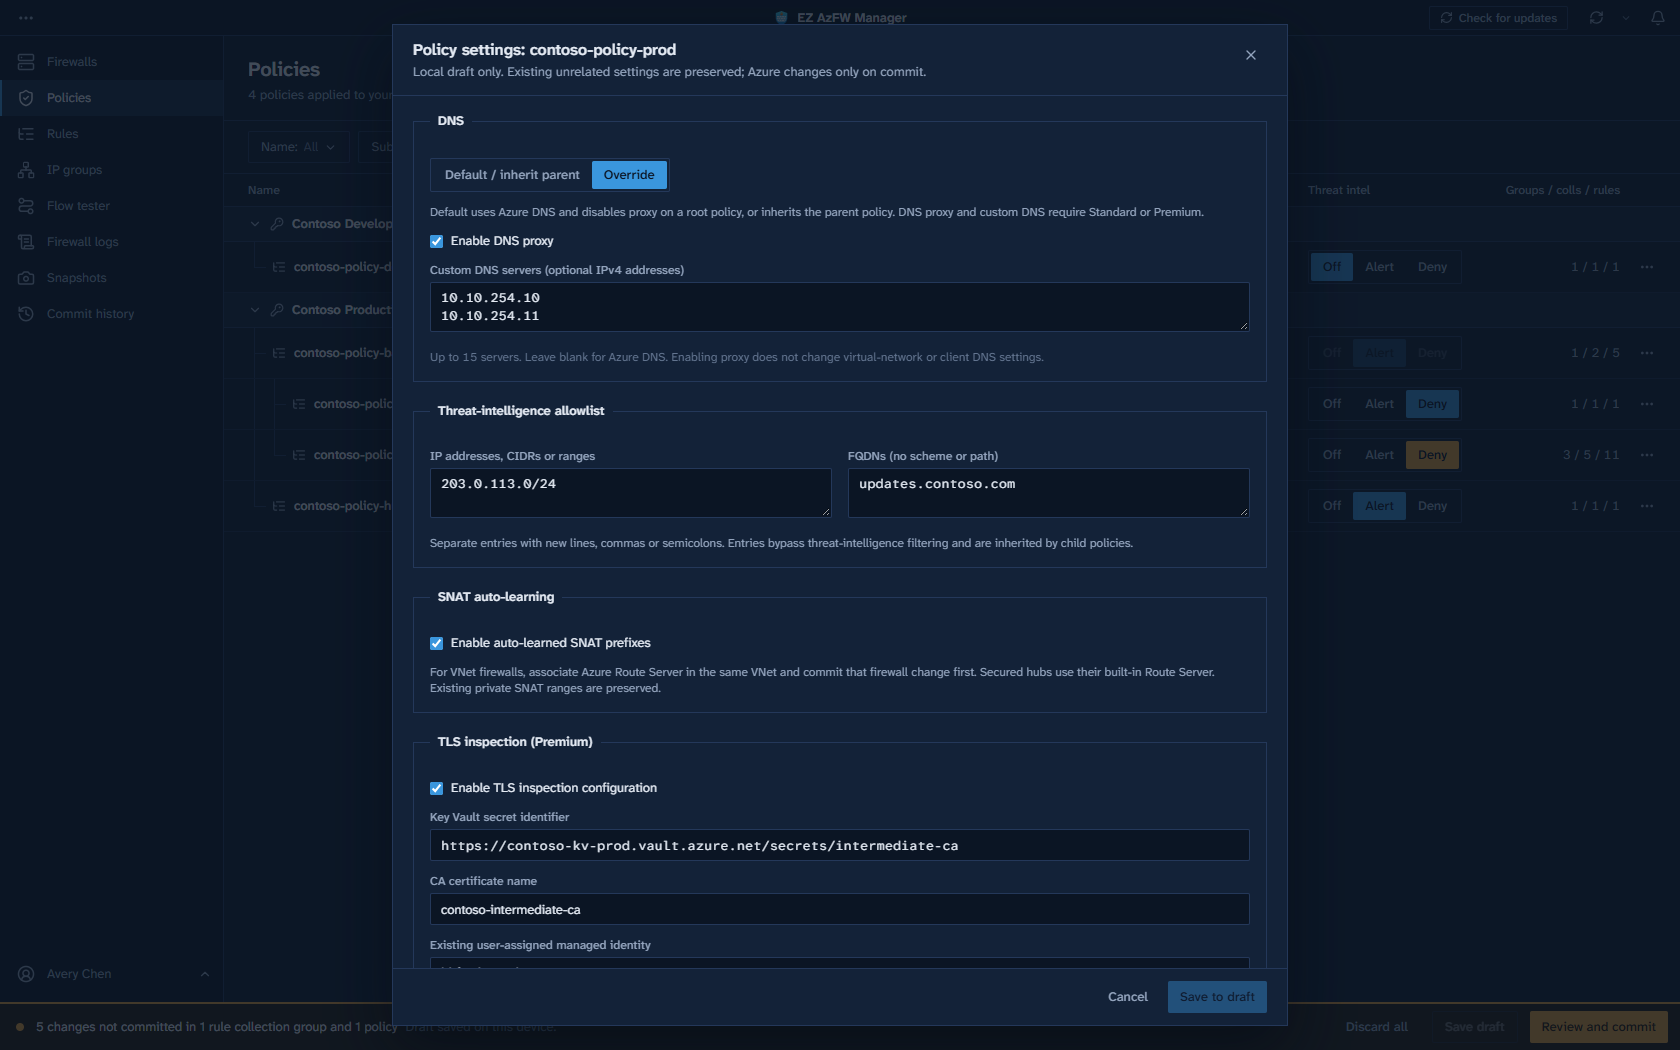 EZ AzFW Manager
Check for updates
Firewalls
Policies
Rules
IP groups
Flow tester
Firewall logs
Snapshots
Commit history
Avery Chen
Policies
4 policies applied to your
Name: All
Sub
Name
Threat intel
Groups / colls / rules
Contoso Develop
contoso-policy-d
Off Alert Deny
1 / 1 / 1
Contoso Product
contoso-policy-b
Off Alert Deny
1 / 2 / 5
contoso-polic
Off Alert Deny
1 / 1 / 1
contoso-polic
Off Alert Deny
3 / 5 / 11
contoso-policy-h
Off Alert Deny
1 / 1 / 1
Policy settings: contoso-policy-prod
Local draft only. Existing unrelated settings are preserved; Azure changes only on commit.
DNS
Default / inherit parent
Override
Default uses Azure DNS and disables proxy on a root policy, or inherits the parent policy. DNS proxy and custom DNS require Standard or Premium.
Enable DNS proxy
Custom DNS servers (optional IPv4 addresses)
10.10.254.10
10.10.254.11
Up to 15 servers. Leave blank for Azure DNS. Enabling proxy does not change virtual-network or client DNS settings.
Threat-intelligence allowlist
IP addresses, CIDRs or ranges
203.0.113.0/24
FQDNs (no scheme or path)
updates.contoso.com
Separate entries with new lines, commas or semicolons. Entries bypass threat-intelligence filtering and are inherited by child policies.
SNAT auto-learning
Enable auto-learned SNAT prefixes
For VNet firewalls, associate Azure Route Server in the same VNet and commit that firewall change first. Secured hubs use their built-in Route Server.
Existing private SNAT ranges are preserved.
TLS inspection (Premium)
Enable TLS inspection configuration
Key Vault secret identifier
https://contoso-kv-prod.vault.azure.net/secrets/intermediate-ca
CA certificate name
contoso-intermediate-ca
Existing user-assigned managed identity
Cancel
Save to draft
5 changes not committed in 1 rule collection group and 1 policy
Draft saved on this device.
Discard all
Save draft
Review and commit